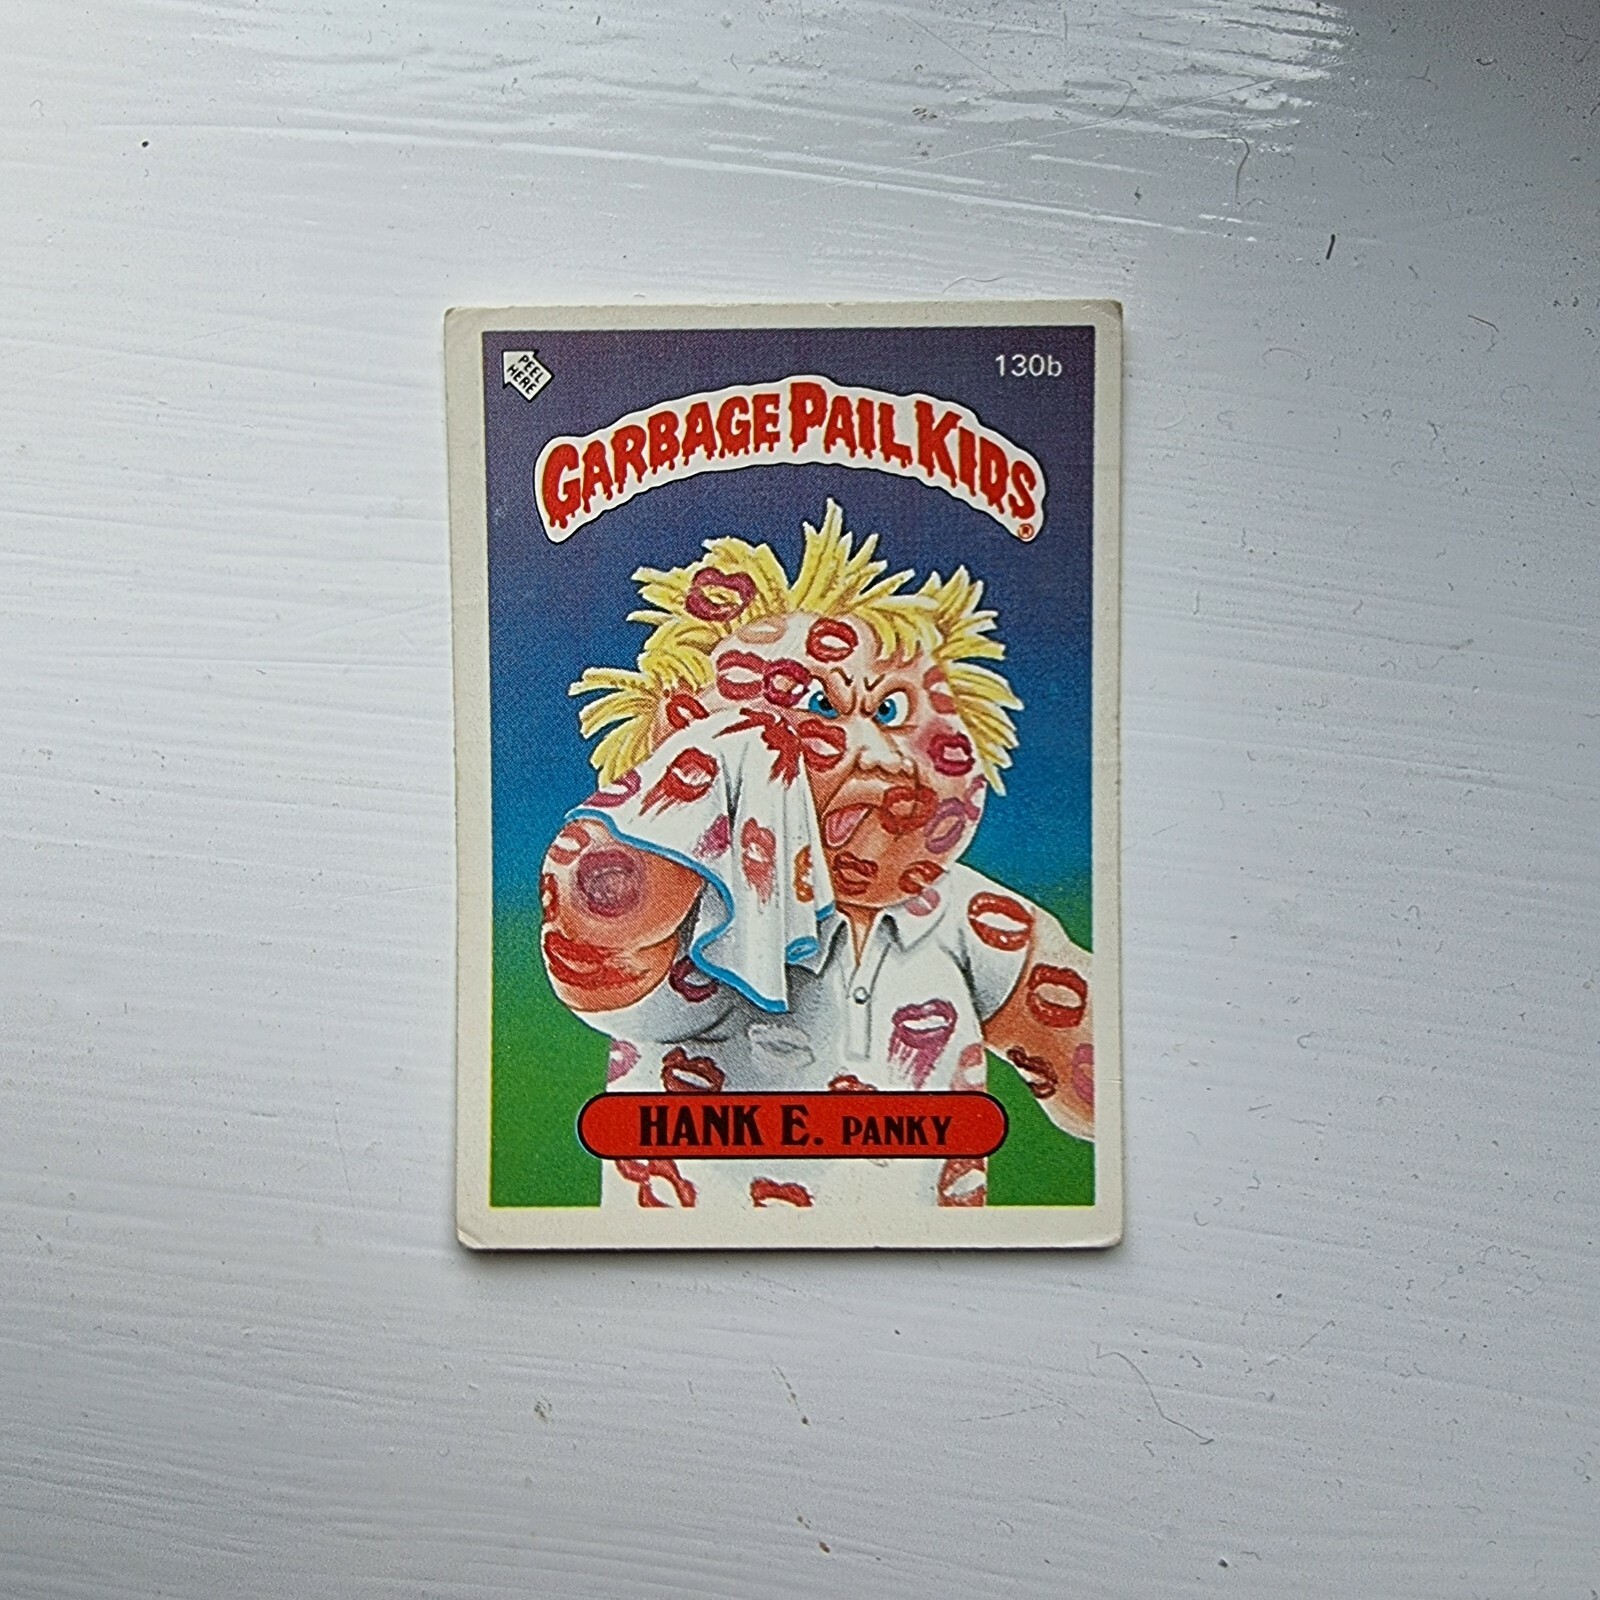 PEEL
HERE
130b
GARBAGE PAIL KIDS®
HANK E. PANKY